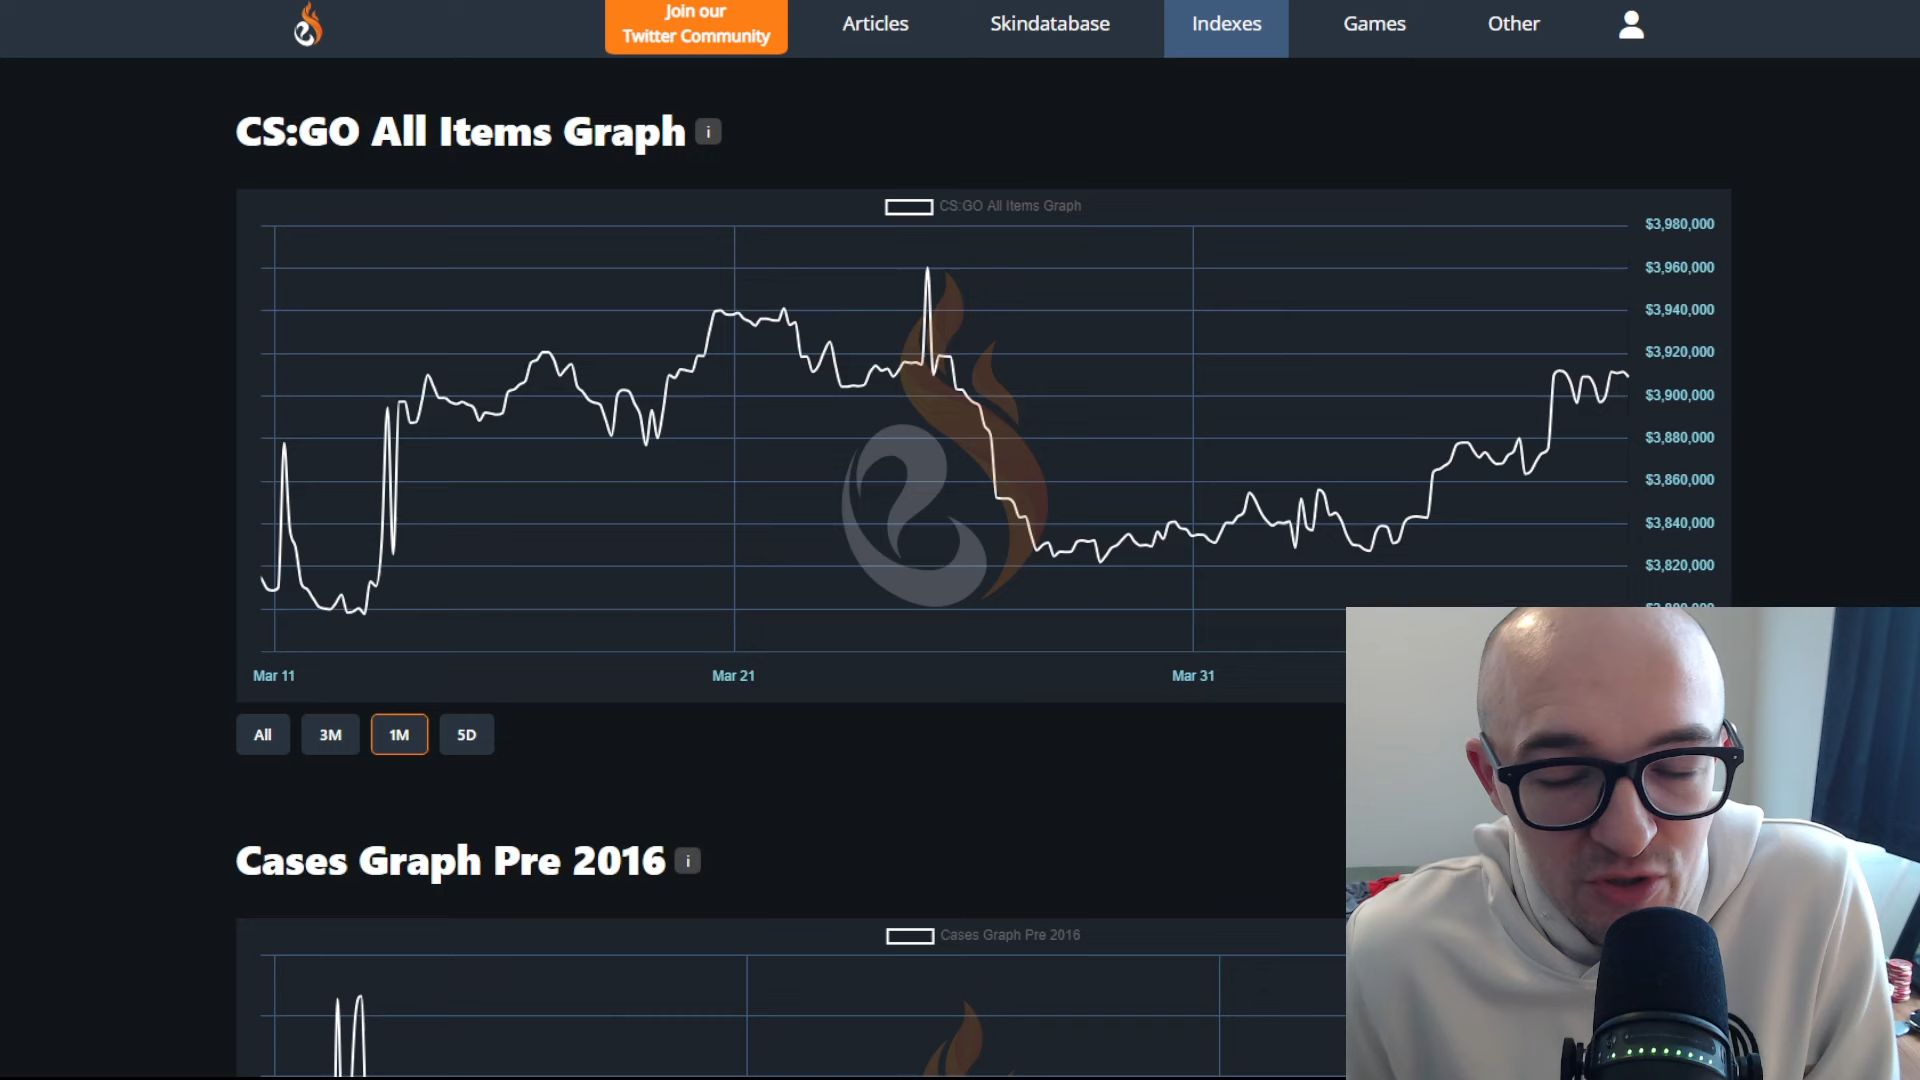 Join our
Twitter Community
Articles
Skindatabase
Indexes
Games
Other
CS:GO All Items Graph
i
CS:GO All Items Graph
$3,980,000
$3,960,000
$3,940,000
$3,920,000
$3,900,000
$3,880,000
$3,860,000
$3,840,000
$3,820,000
Mar 11
Mar 21
Mar 31
All
3M
1M
5D
Cases Graph Pre 2016
i
Cases Graph Pre 2016